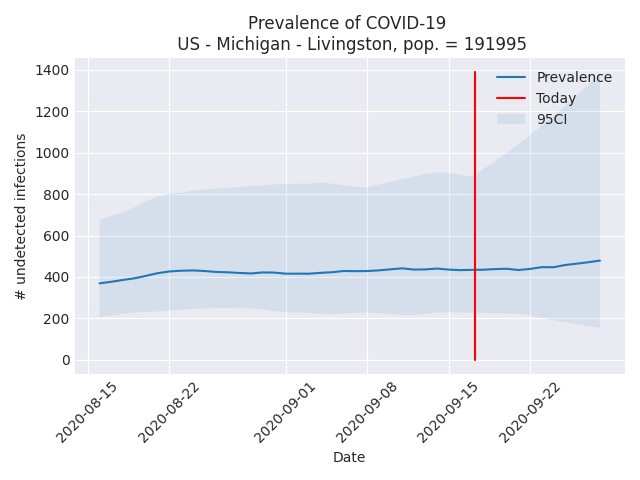 Prevalence of COVID-19
US - Michigan - Livingston, pop. = 191995
1400
1200
1000
800
600
400
200
0
# undetected infections
Prevalence
Today
95CI
2020-08-15
2020-08-22
2020-09-01
2020-09-08
2020-09-15
2020-09-22
Date